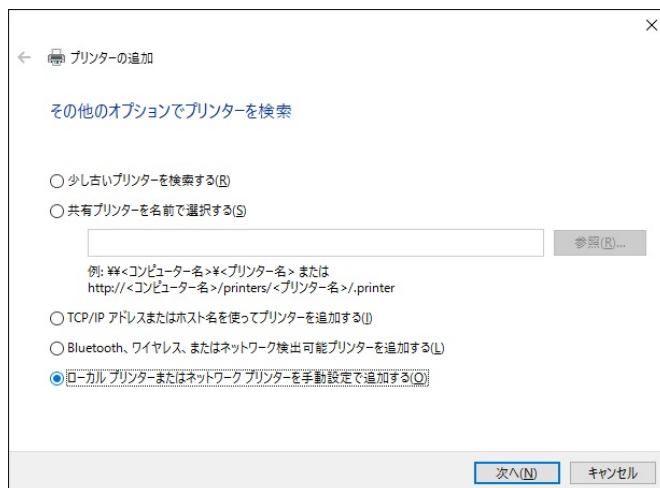 プリンターの追加
その他のオプションでプリンターを検索
少し古いプリンターを検索する(R)
共有プリンターを名前で選択する(S)
参照(R)...
例: ¥¥<コンピューター名>¥<プリンター名> または
http://<コンピューター名>/printers/<プリンター名>/.printer
TCP/IP アドレスまたはホスト名を使ってプリンターを追加する(I)
Bluetooth、ワイヤレス、またはネットワーク検出可能プリンターを追加する(L)
ローカル プリンターまたはネットワーク プリンターを手動設定で追加する(O)
次へ(N) キャンセル